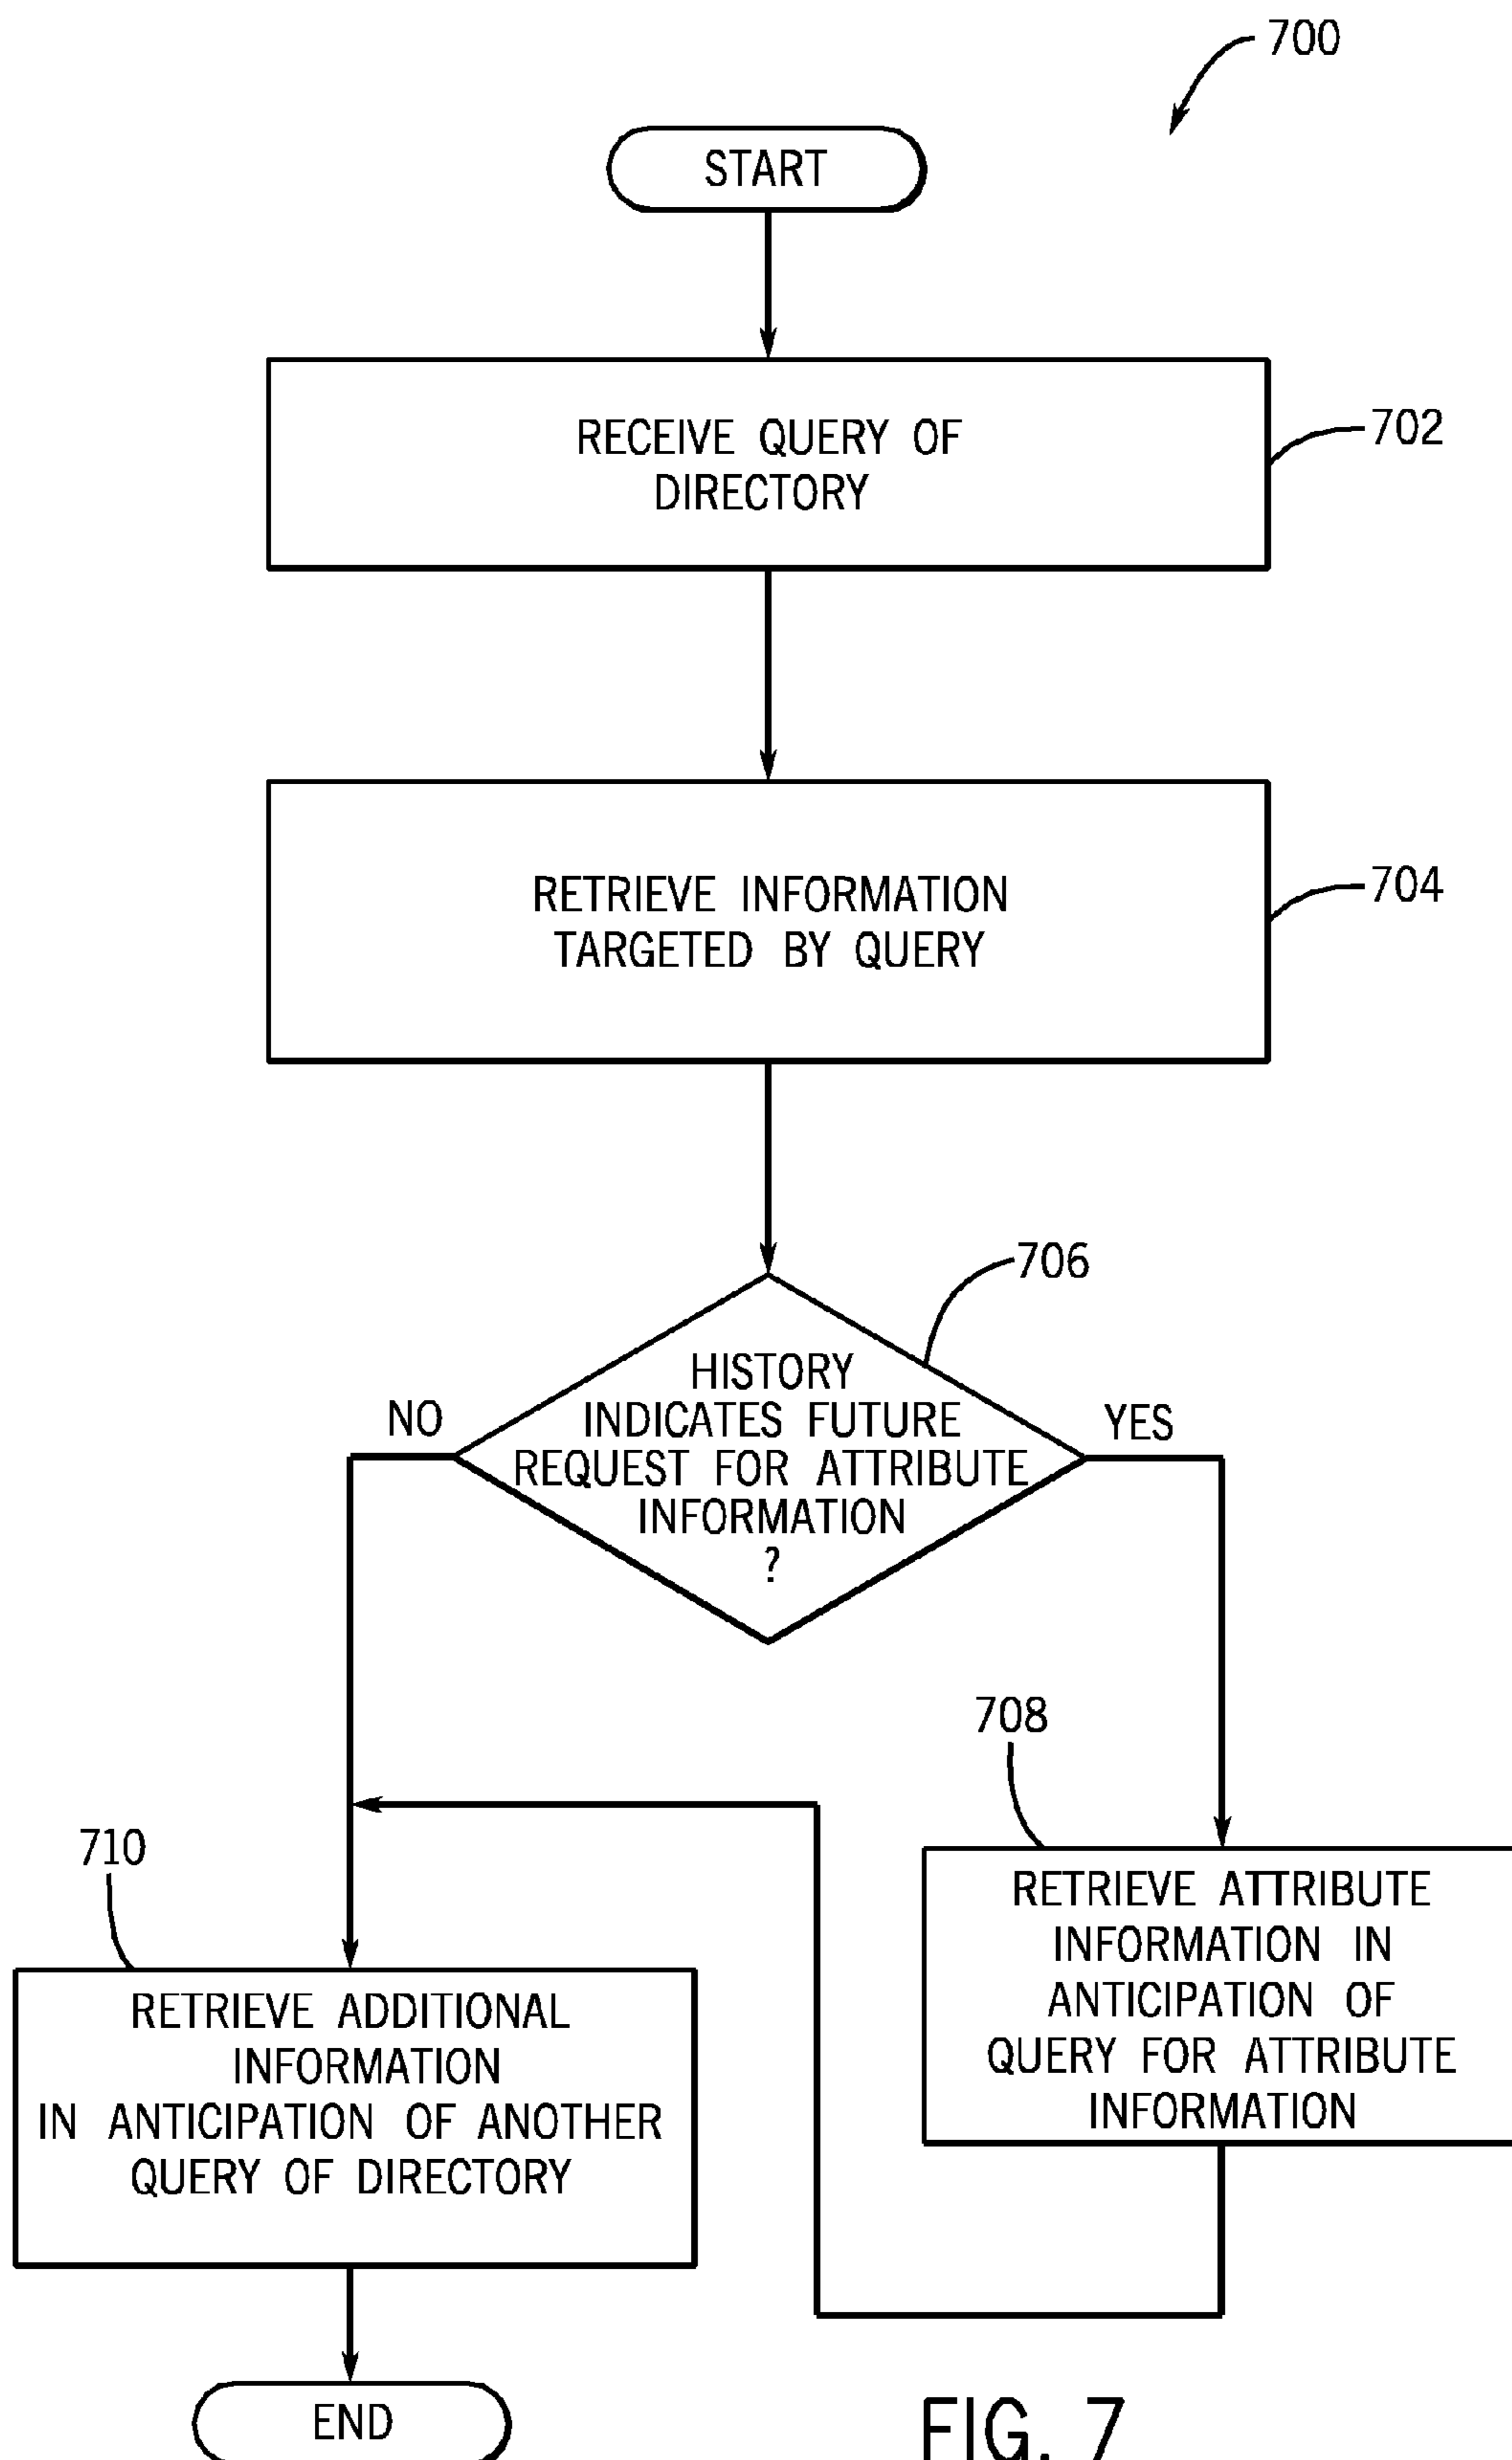 700
START
RECEIVE QUERY OF
DIRECTORY
702
RETRIEVE INFORMATION
TARGETED BY QUERY
704
706
HISTORY
INDICATES FUTURE
REQUEST FOR ATTRIBUTE
INFORMATION
?
NO
YES
708
RETRIEVE ATTRIBUTE
INFORMATION IN
ANTICIPATION OF
QUERY FOR ATTRIBUTE
INFORMATION
710
RETRIEVE ADDITIONAL
INFORMATION
IN ANTICIPATION OF ANOTHER
QUERY OF DIRECTORY
END
FIG. 7